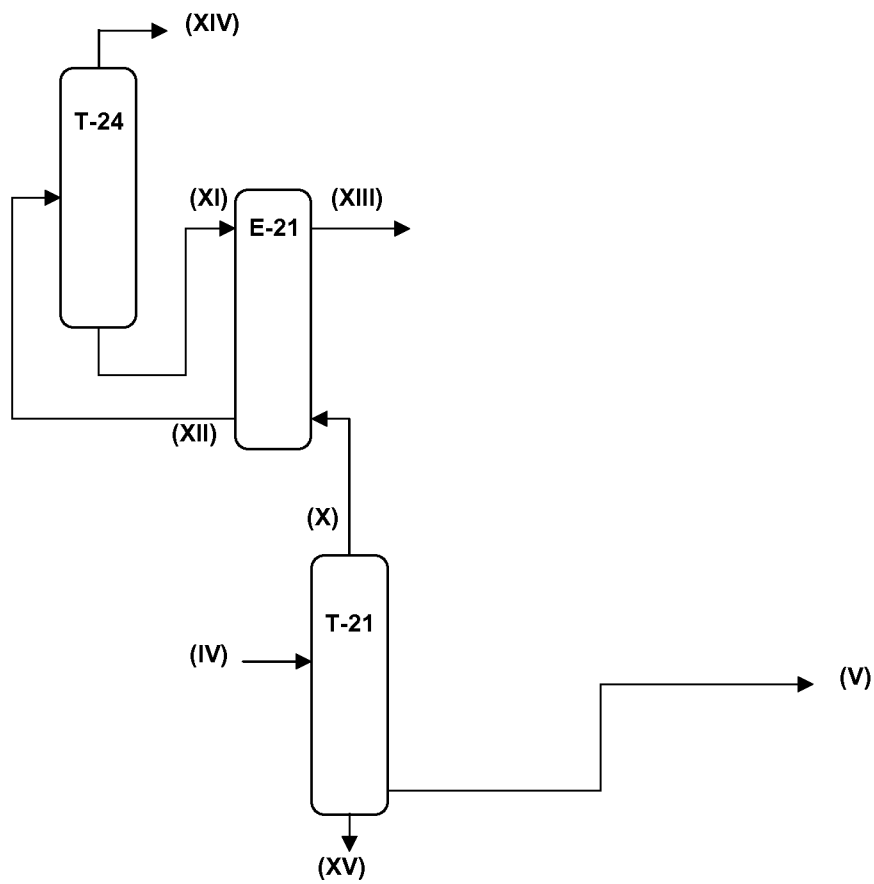 (XIV)
T-24
(XI)
(XIII)
E-21
(XII)
(X)
T-21
(IV)
(V)
(XV)